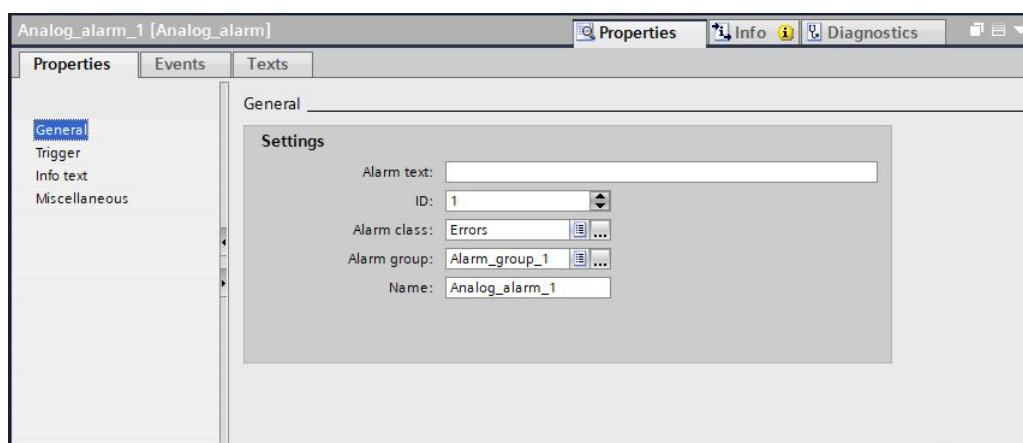 Analog_alarm_1 [Analog_alarm]
Properties
Info
Diagnostics
Properties
Events
Texts
General
Trigger
Info text
Miscellaneous
General
Settings
Alarm text:
ID: 1
Alarm class: Errors
Alarm group: Alarm_group_1
Name: Analog_alarm_1